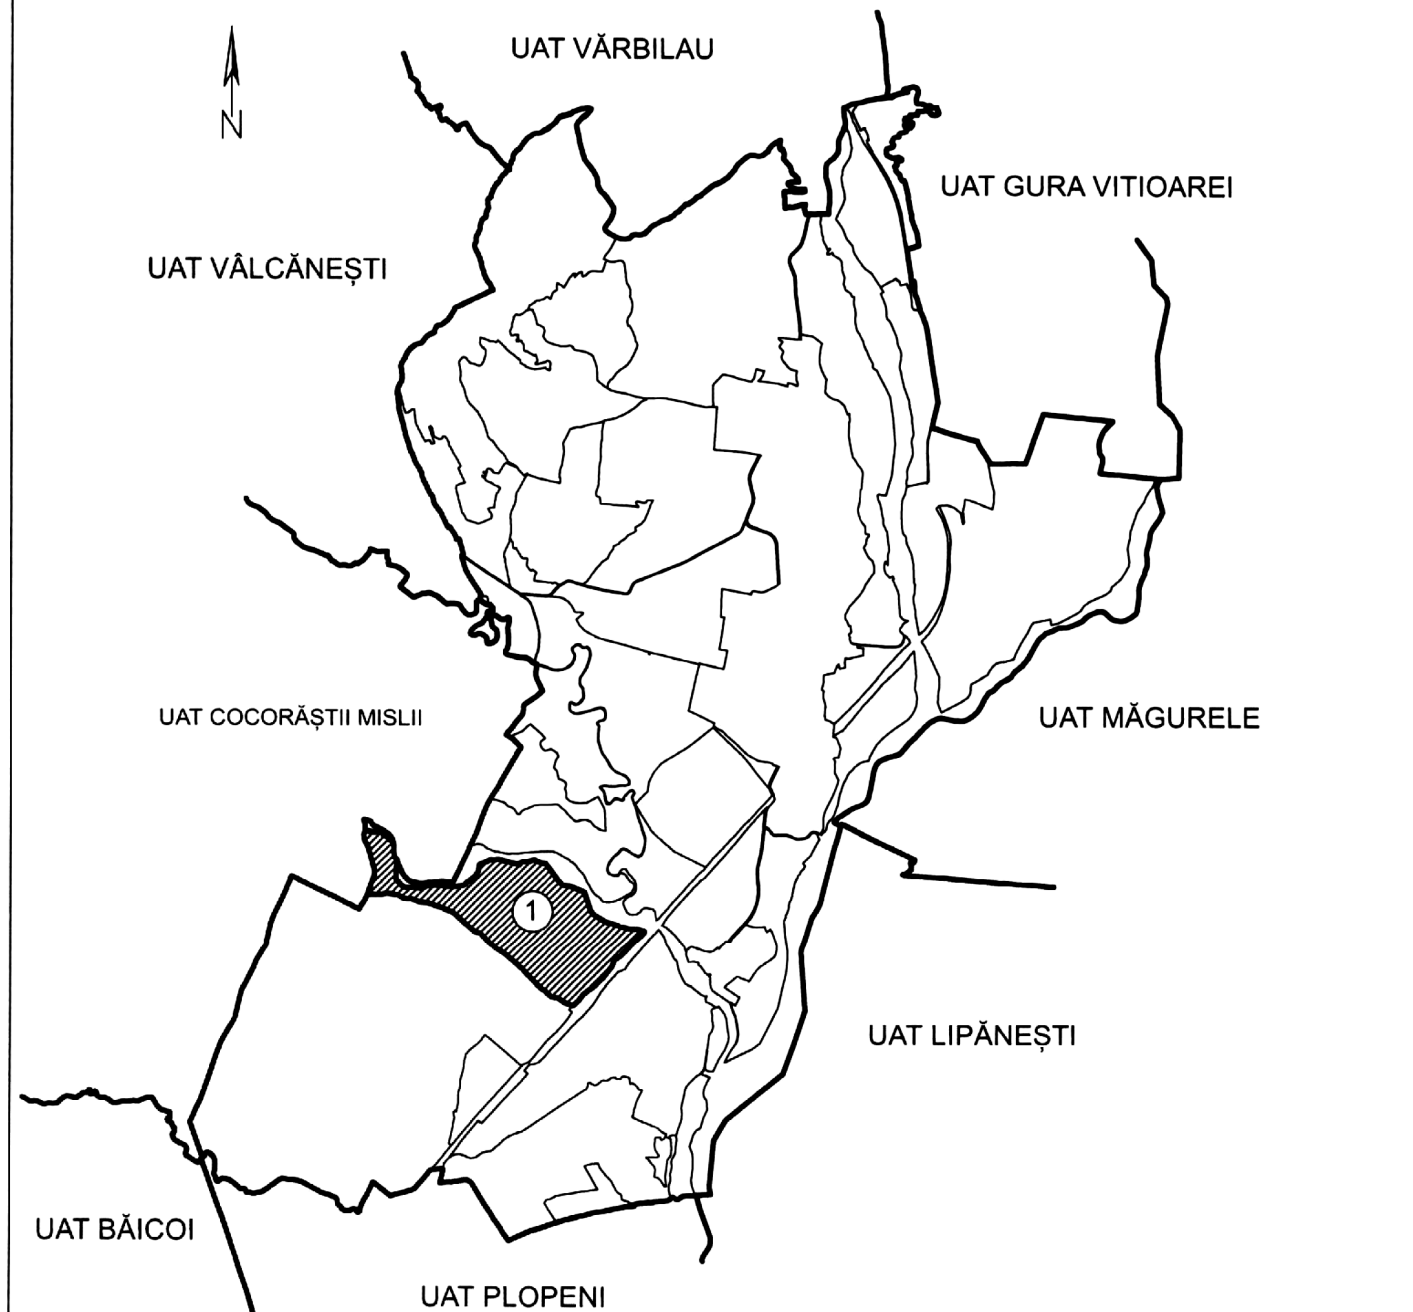 UAT VĂRBILAU
N
UAT GURA VITIOAREI
UAT VÂLCĂNEȘTI
UAT COCORĂȘTII MISLII
UAT MĂGURELE
1
UAT LIPĂNEȘTI
UAT BĂICOI
UAT PLOPENI